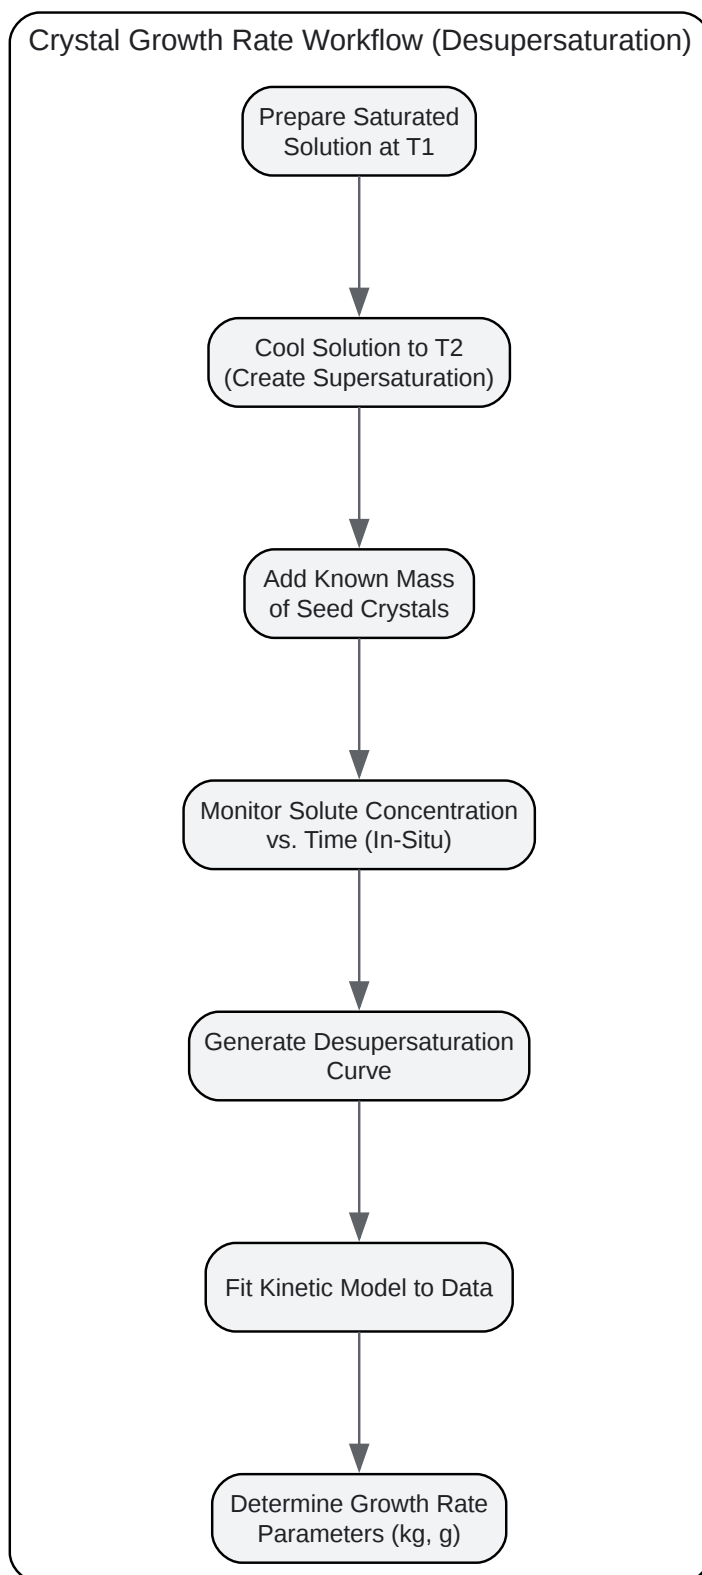 Crystal Growth Rate Workflow (Desupersaturation)
Prepare Saturated
Solution at T1
Cool Solution to T2
(Create Supersaturation)
Add Known Mass
of Seed Crystals
Monitor Solute Concentration
vs. Time (In-Situ)
Generate Desupersaturation
Curve
Fit Kinetic Model to Data
Determine Growth Rate
Parameters (kg, g)